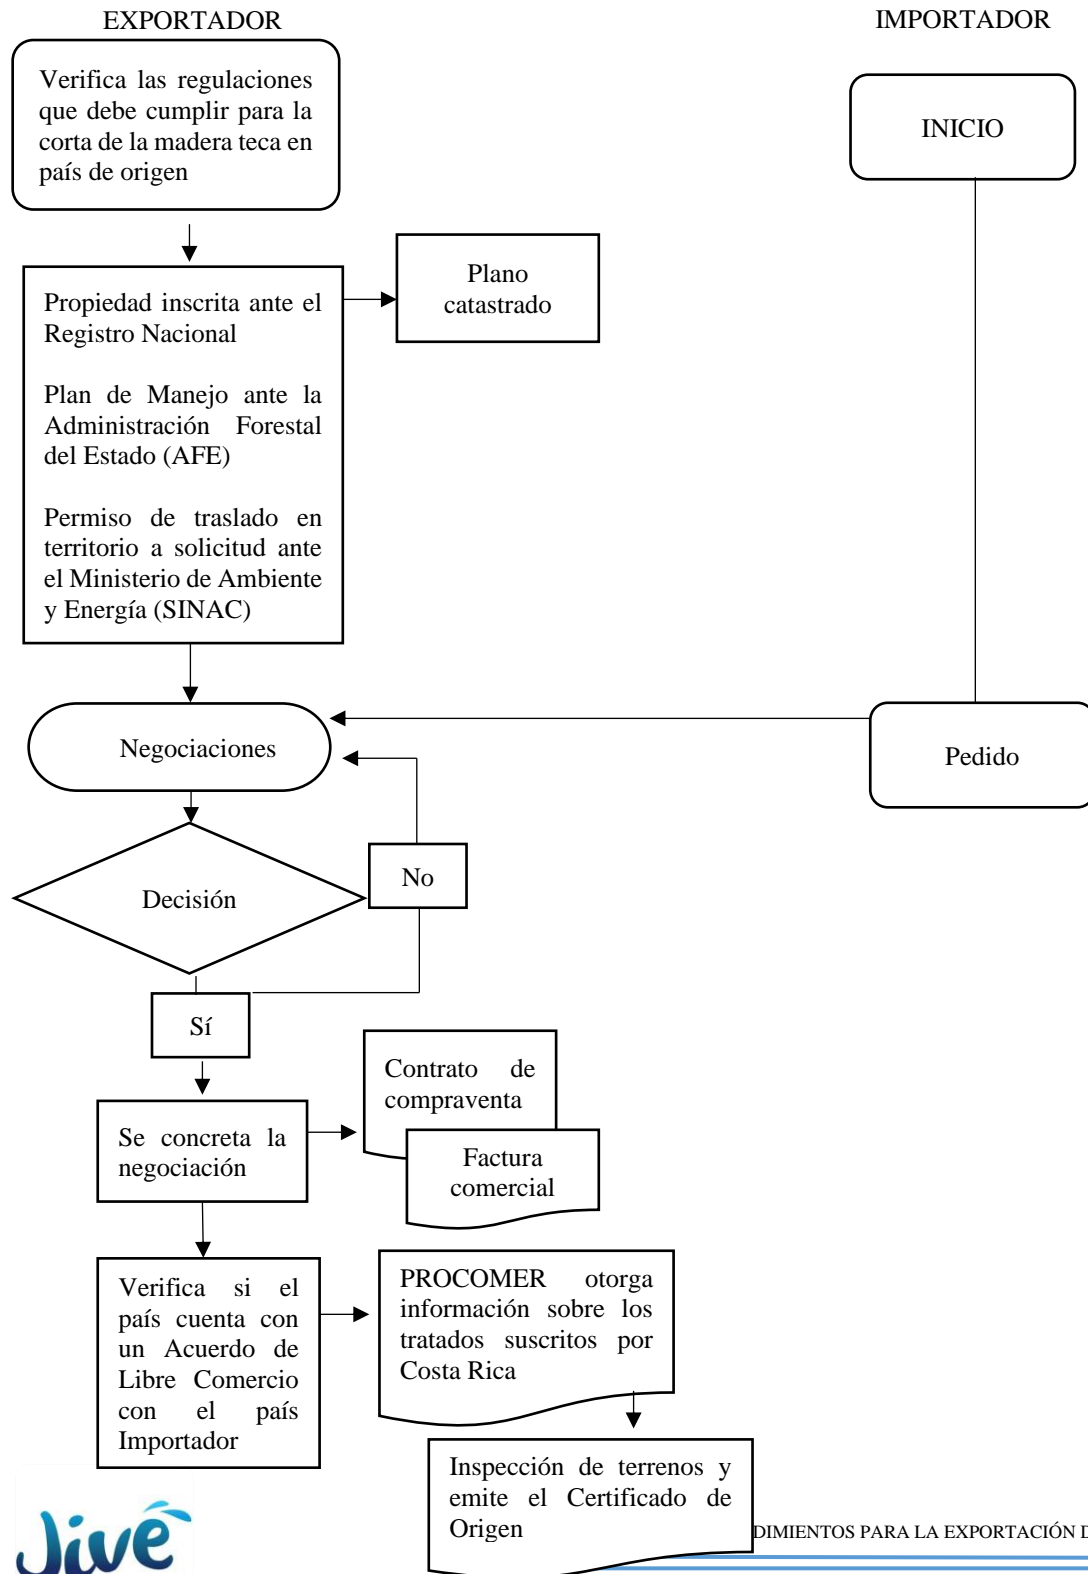 EXPORTADOR
IMPORTADOR
Verifica las regulaciones
que debe cumplir para la
corta de la madera teca en
país de origen
INICIO
Plano
catastrado
Propiedad inscrita ante el
Registro Nacional
Plan de Manejo ante la
Administración Forestal
del Estado (AFE)
Permiso de traslado en
territorio a solicitud ante
el Ministerio de Ambiente
y Energía (SINAC)
Negociaciones
Pedido
No
Decisión
Sí
Contrato de
compraventa
Se concreta la
negociación
Factura
comercial
Verifica si el
país cuenta con
un Acuerdo de
Libre Comercio
con el país
Importador
PROCOMER otorga
información sobre los
tratados suscritos por
Costa Rica
Inspección de terrenos y
emite el Certificado de
Origen
Jivé
DIMIENTOS PARA LA EXPORTACIÓN D